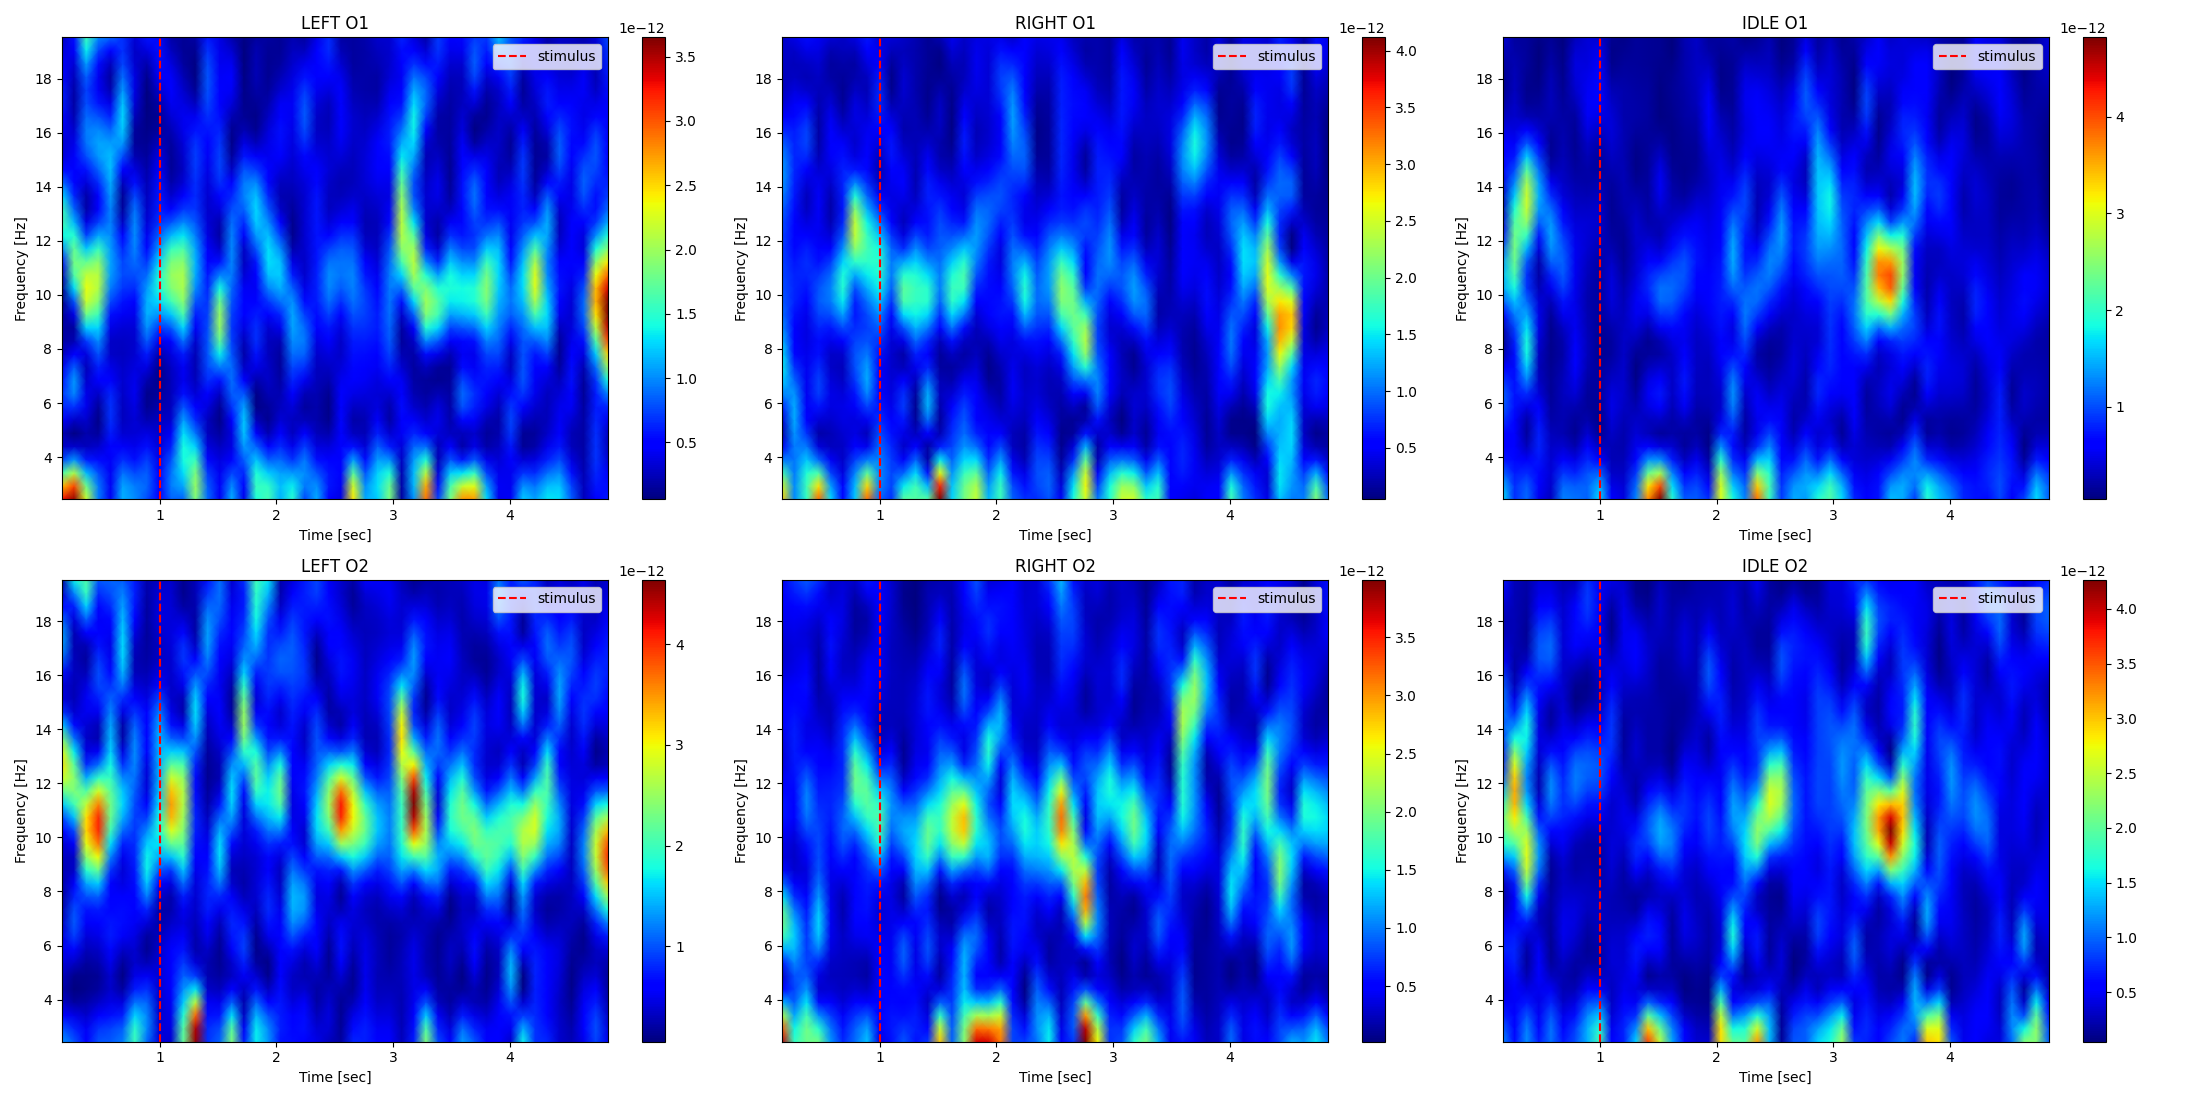 LEFT O1
1e−12
stimulus
Frequency [Hz]
18
16
14
12
10
8
6
4
1 2 3 4
Time [sec]
3.5
3.0
2.5
2.0
1.5
1.0
0.5
RIGHT O1
1e−12
stimulus
Frequency [Hz]
18
16
14
12
10
8
6
4
1 2 3 4
Time [sec]
4.0
3.5
3.0
2.5
2.0
1.5
1.0
0.5
IDLE O1
1e−12
stimulus
Frequency [Hz]
18
16
14
12
10
8
6
4
1 2 3 4
Time [sec]
4
3
2
1
LEFT O2
1e−12
stimulus
Frequency [Hz]
18
16
14
12
10
8
6
4
1 2 3 4
Time [sec]
4
3
2
1
RIGHT O2
1e−12
stimulus
Frequency [Hz]
18
16
14
12
10
8
6
4
1 2 3 4
Time [sec]
3.5
3.0
2.5
2.0
1.5
1.0
0.5
IDLE O2
1e−12
stimulus
Frequency [Hz]
18
16
14
12
10
8
6
4
1 2 3 4
Time [sec]
4.0
3.5
3.0
2.5
2.0
1.5
1.0
0.5